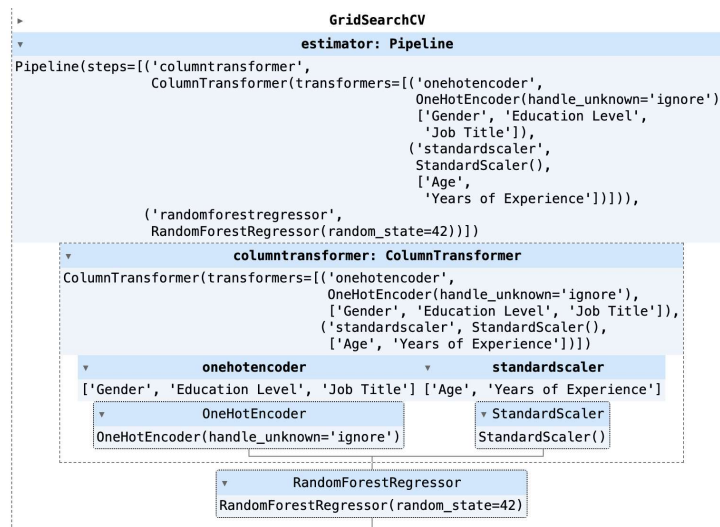 GridSearchCV
estimator: Pipeline
Pipeline(steps=[('columntransformer',
ColumnTransformer(transformers=[('onehotencoder',
OneHotEncoder(handle_unknown='ignore')
['Gender', 'Education Level',
'Job Title']),
('standardscaler',
StandardScaler(),
['Age',
'Years of Experience'])])),
('randomforestregressor',
RandomForestRegressor(random_state=42))])
columntransformer: ColumnTransformer
ColumnTransformer(transformers=[('onehotencoder',
OneHotEncoder(handle_unknown='ignore'),
['Gender', 'Education Level', 'Job Title']),
('standardscaler', StandardScaler(),
['Age', 'Years of Experience'])])
onehotencoder
standardscaler
['Gender', 'Education Level', 'Job Title']
['Age', 'Years of Experience']
OneHotEncoder
StandardScaler
OneHotEncoder(handle_unknown='ignore')
StandardScaler()
RandomForestRegressor
RandomForestRegressor(random_state=42)